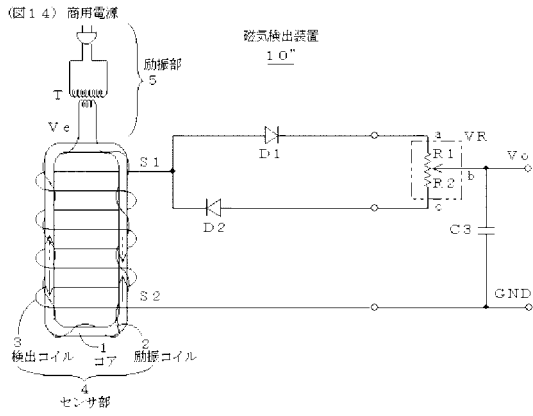 (図14) 商用電源
磁気検出装置
10"
励振部
5
T
Ve
S1
D1
D2
a
VR
R1
R2
b
c
Vo
C3
S2
GND
3
検出コイル
1
コア
2
励振コイル
4
センサ部